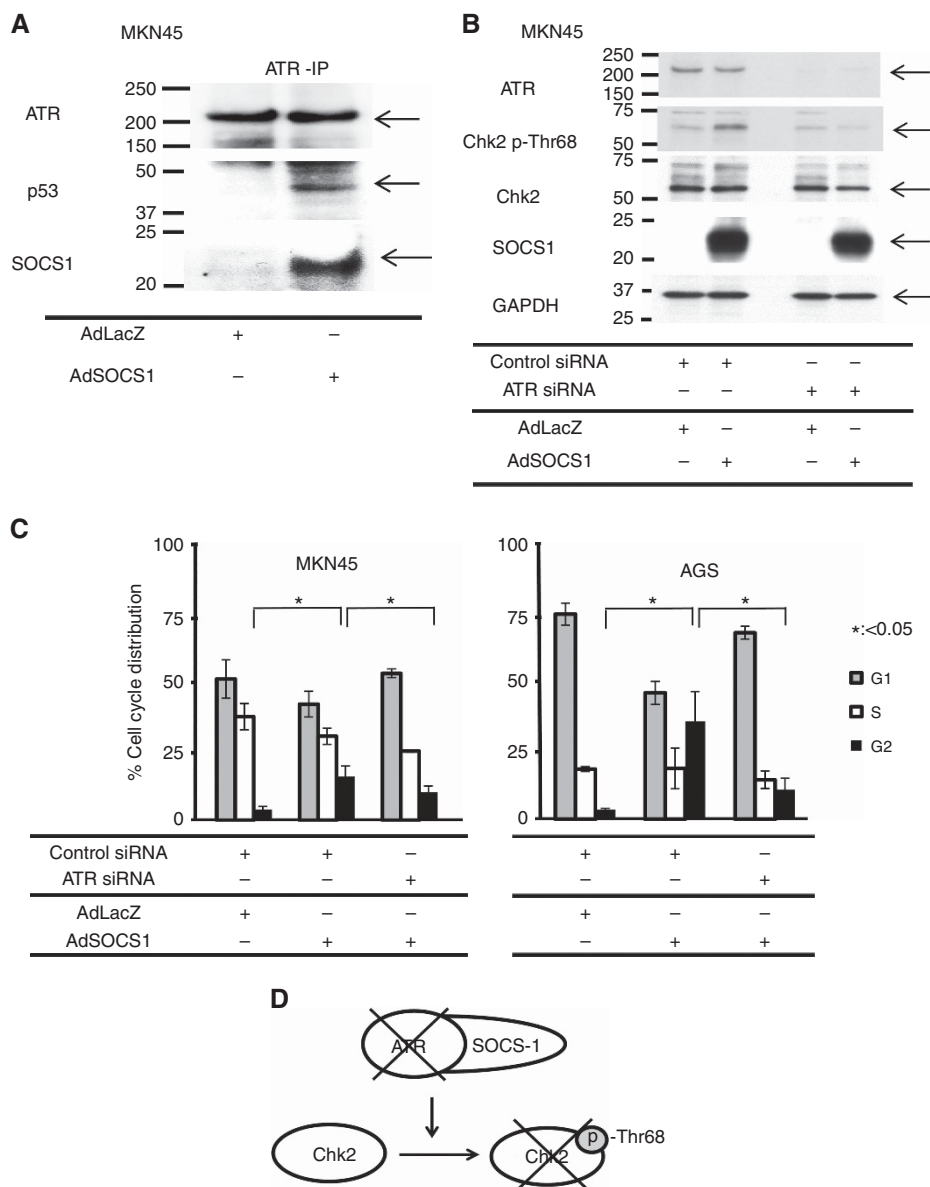 A
MKN45
ATR -IP
ATR
250
200
150
p53
50
37
SOCS1
25
20
AdLacZ + –
AdSOCS1 – +
B
MKN45
ATR
250
200
150
Chk2 p-Thr68
75
50
Chk2
75
50
SOCS1
25
20
GAPDH
37
25
Control siRNA + + – –
ATR siRNA – – + +
AdLacZ + – + –
AdSOCS1 – + – +
C
% Cell cycle distribution
100
75
50
25
0
MKN45
* *
Control siRNA + + –
ATR siRNA – – +
AdLacZ + – –
AdSOCS1 – + +
100
75
50
25
0
AGS
* *
+ + –
– – +
+ – –
– + +
*:<0.05
G1
S
G2
D
ATR SOCS-1
Chk2
Chk2 p -Thr68